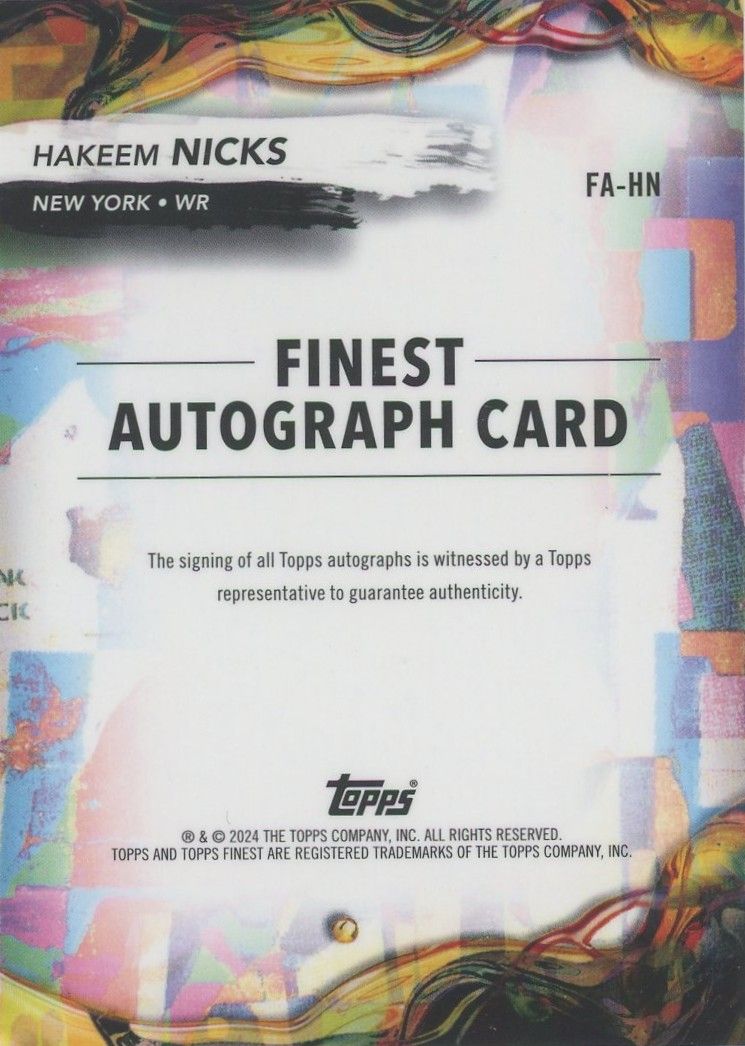 HAKEEM NICKS
NEW YORK • WR
FA-HN
FINEST
AUTOGRAPH CARD
The signing of all Topps autographs is witnessed by a Topps
representative to guarantee authenticity.
topps®
® & © 2024 THE TOPPS COMPANY, INC. ALL RIGHTS RESERVED.
TOPPS AND TOPPS FINEST ARE REGISTERED TRADEMARKS OF THE TOPPS COMPANY, INC.